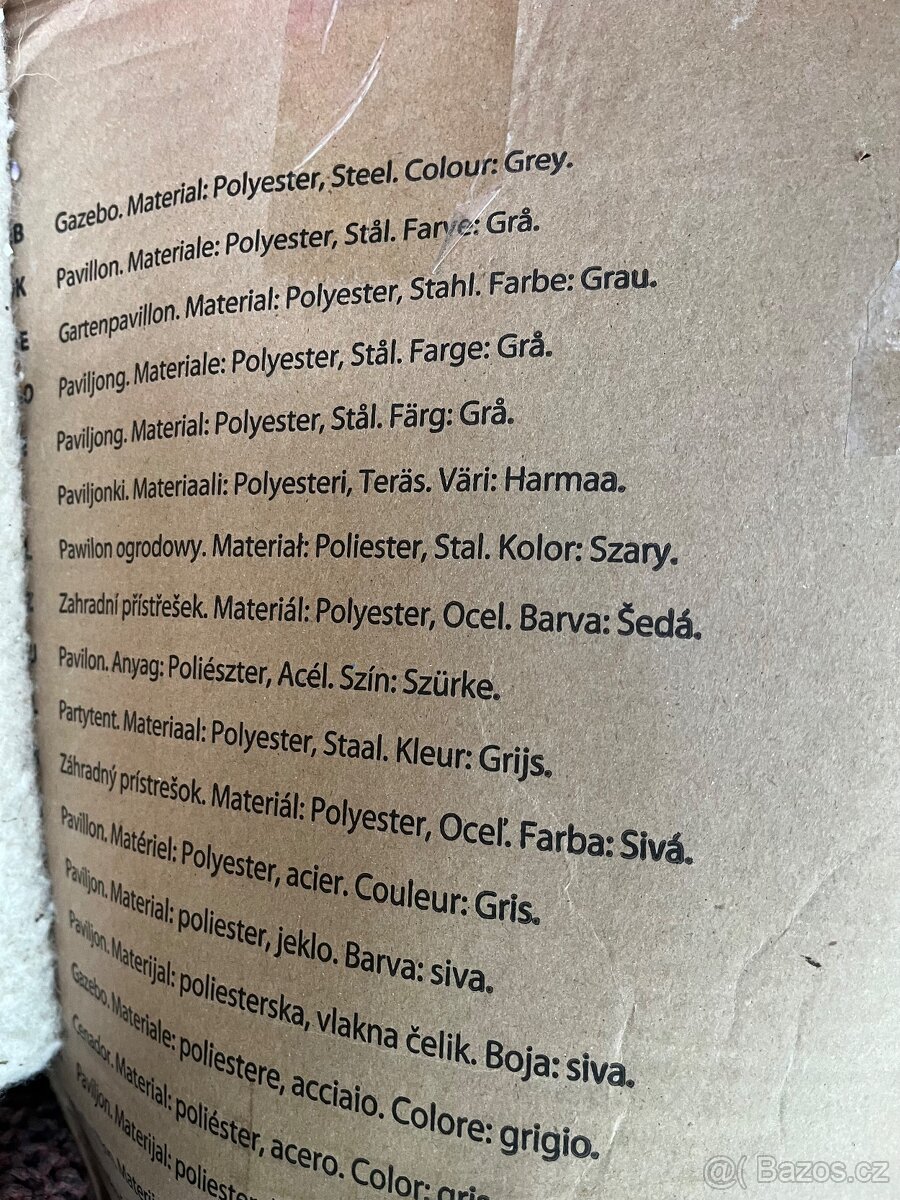 B Gazebo. Material: Polyester, Steel. Colour: Grey.
K Pavillon. Materiale: Polyester, Stål. Farve: Grå.
E Gartenpavillon. Material: Polyester, Stahl. Farbe: Grau.
O Paviljong. Materiale: Polyester, Stål. Farge: Grå.
Paviljong. Material: Polyester, Stål. Färg: Grå.
Paviljonki. Materiaali: Polyesteri, Teräs. Väri: Harmaa.
L Pawilon ogrodowy. Materiał: Poliester, Stal. Kolor: Szary.
Z Zahradní přístřešek. Materiál: Polyester, Ocel. Barva: Šedá.
U Pavilon. Anyag: Poliészter, Acél. Szín: Szürke.
Partytent. Materiaal: Polyester, Staal. Kleur: Grijs.
Záhradný prístrešok. Materiál: Polyester, Oceľ. Farba: Sivá.
Pavillon. Matériel: Polyester, acier. Couleur: Gris.
Paviljon. Material: poliester, jeklo. Barva: siva.
Paviljon. Materijal: poliesterska, vlakna čelik. Boja: siva.
Gazebo. Materiale: poliestere, acciaio. Colore: grigio.
Cenador. Material: poliéster, acero. Color: gris
Paviljon. Materijal: poliester
@( Bazos.cz